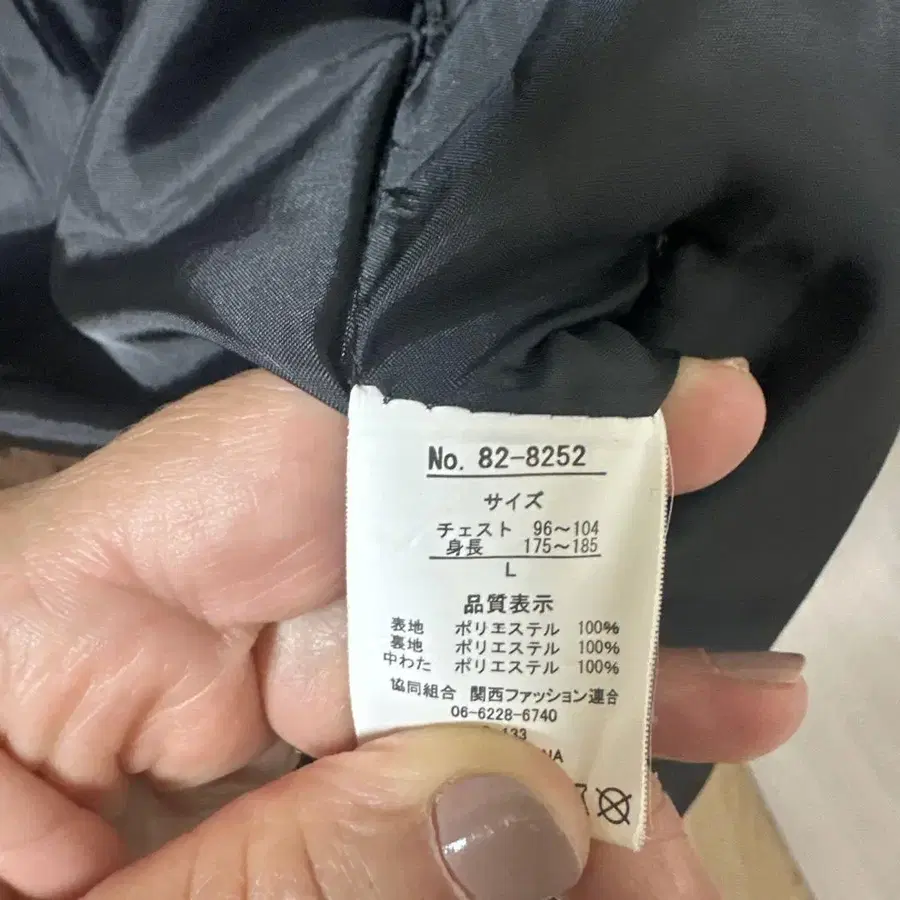 No. 82-8252
サイズ
チェスト 96～104
身長 175～185
L
品質表示
表地 ポリエステル 100%
裏地 ポリエステル 100%
中わた ポリエステル 100%
協同組合 関西ファッション連合
06-6228-6740
133